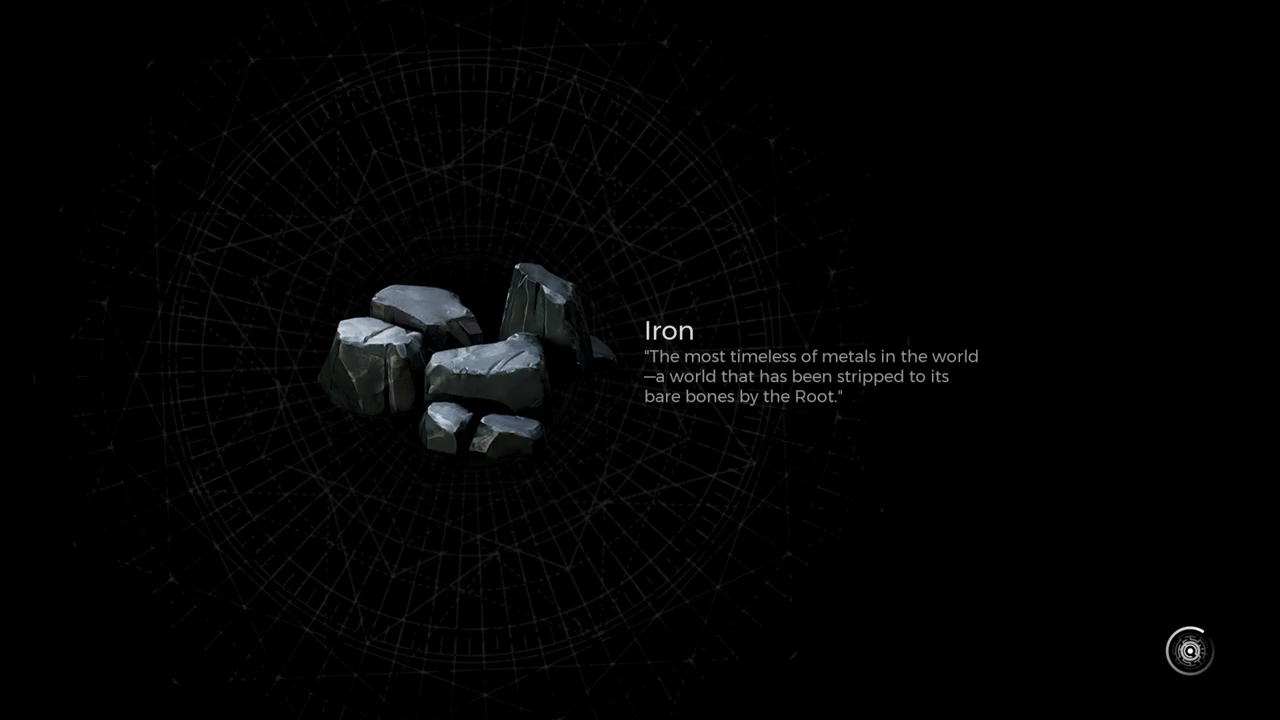 Iron
"The most timeless of metals in the world
—a world that has been stripped to its
bare bones by the Root."